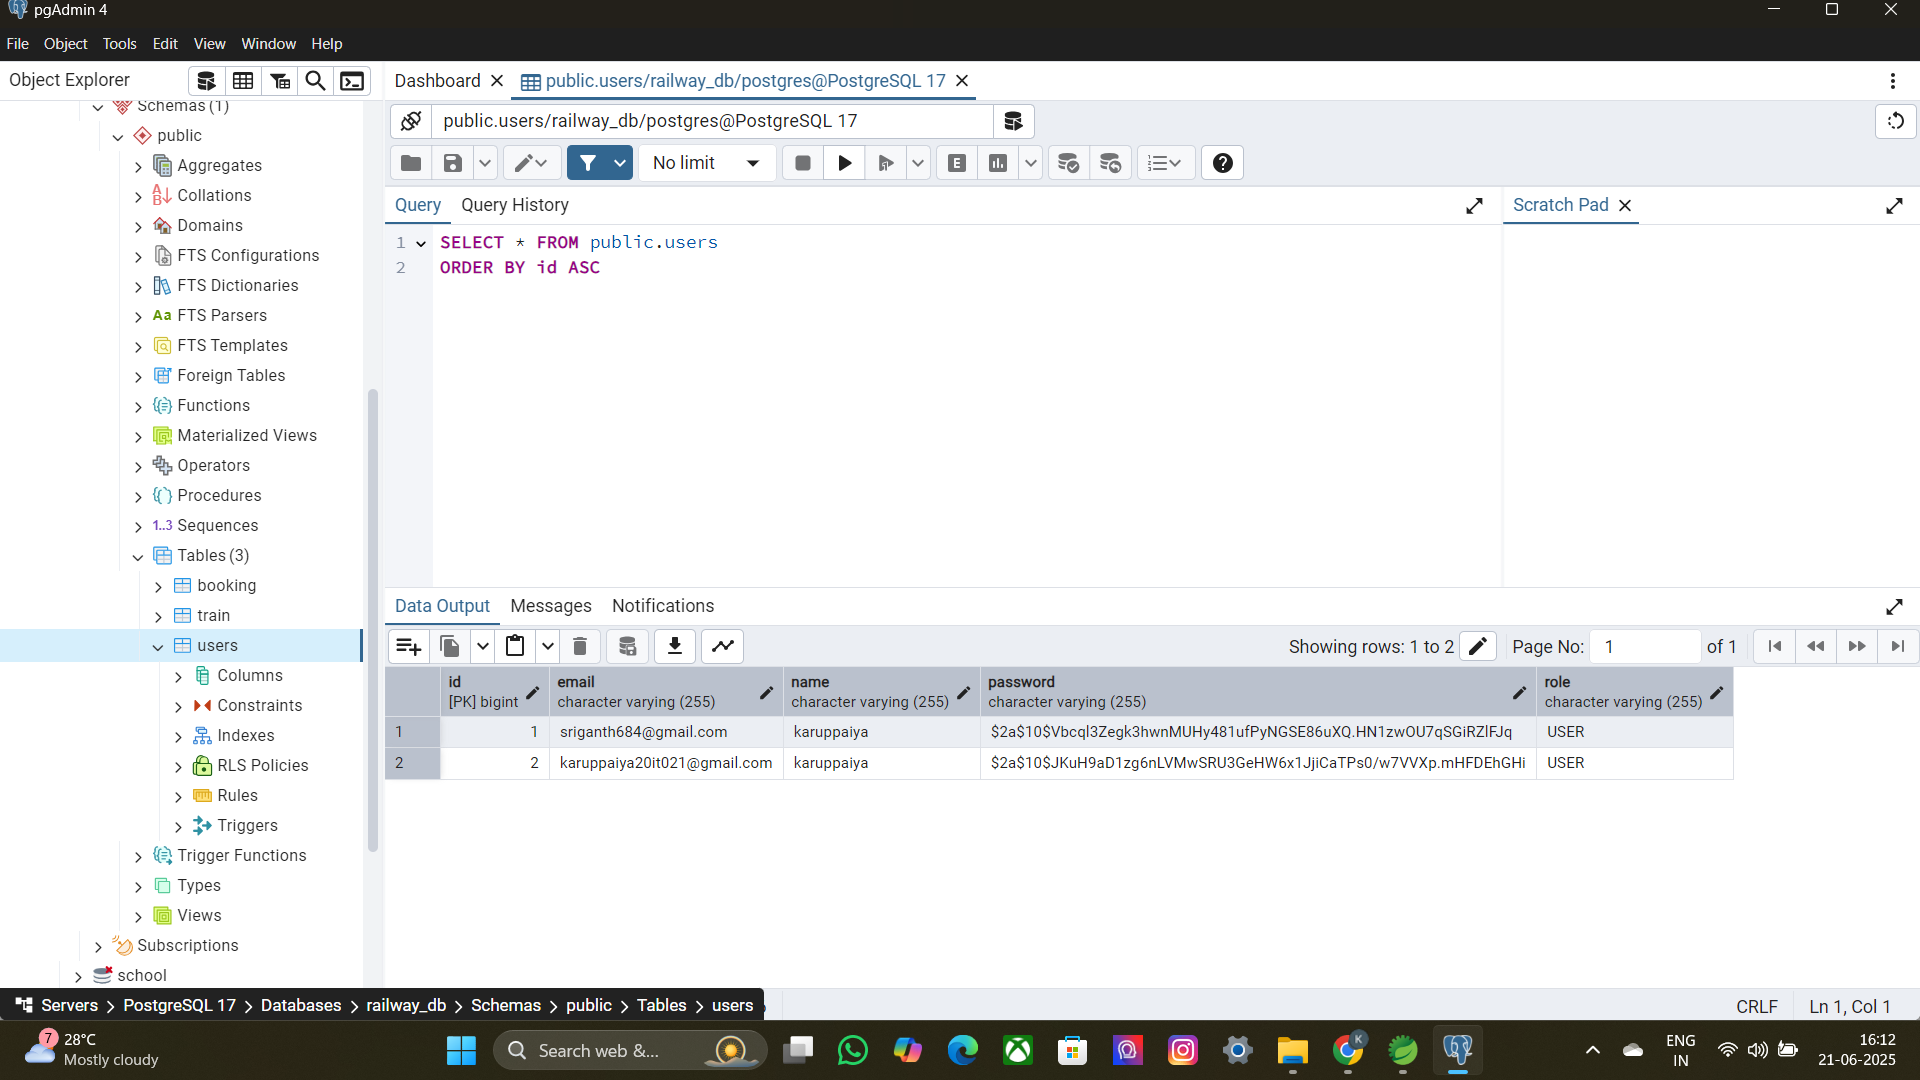 pgAdmin 4
File Object Tools Edit View Window Help
Object Explorer
Dashboard public.users/railway_db/postgres@PostgreSQL 17
Schemas (1)
public
Aggregates
Collations
Domains
FTS Configurations
FTS Dictionaries
Aa FTS Parsers
FTS Templates
Foreign Tables
Functions
Materialized Views
Operators
Procedures
1..3 Sequences
Tables (3)
booking
train
users
Columns
Constraints
Indexes
RLS Policies
Rules
Triggers
Trigger Functions
Types
Views
Subscriptions
school
public.users/railway_db/postgres@PostgreSQL 17
No limit E
Query Query History
Scratch Pad
1 SELECT * FROM public.users
2 ORDER BY id ASC
Data Output Messages Notifications
Showing rows: 1 to 2 Page No: 1 of 1
id email name password role
[PK] bigint character varying (255) character varying (255) character varying (255) character varying (255)
1 1 sriganth684@gmail.com karuppaiya $2a$10$Vbcql3Zegk3hwnMUHy481ufPyNGSE86uXQ.HN1zwOU7qSGiRZlFJq USER
2 2 karuppaiya20it021@gmail.com karuppaiya $2a$10$JKuH9aD1zg6nLVMwSRU3GeHW6x1JjiCaTPs0/w7VVXp.mHFDEhGHi USER
Servers PostgreSQL 17 Databases railway_db Schemas public Tables users
CRLF Ln 1, Col 1
7 28°C
Mostly cloudy
Search web &...
K
ENG
IN
16:12
21-06-2025